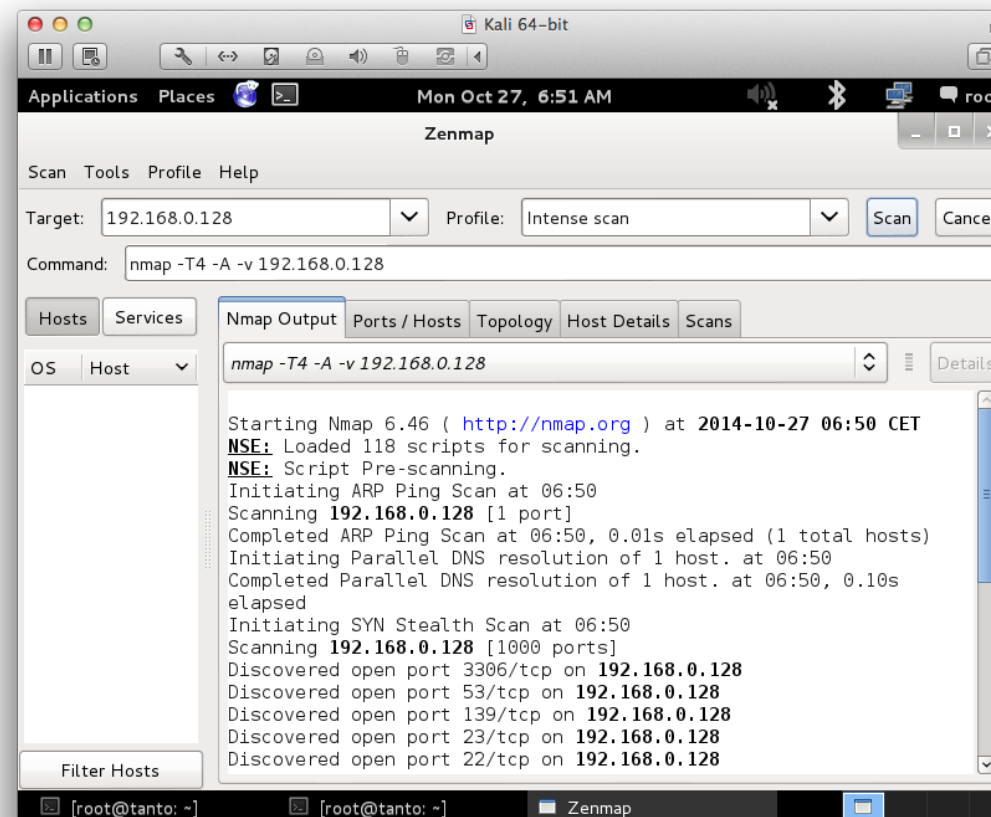 Kali 64-bit
Applications Places Mon Oct 27, 6:51 AM
Zenmap
Scan Tools Profile Help
Target: 192.168.0.128 Profile: Intense scan Scan Cance
Command: nmap -T4 -A -v 192.168.0.128
Hosts Services Nmap Output Ports / Hosts Topology Host Details Scans
OS Host nmap -T4 -A -v 192.168.0.128 Details
Starting Nmap 6.46 ( http://nmap.org ) at 2014-10-27 06:50 CET
NSE: Loaded 118 scripts for scanning.
NSE: Script Pre-scanning.
Initiating ARP Ping Scan at 06:50
Scanning 192.168.0.128 [1 port]
Completed ARP Ping Scan at 06:50, 0.01s elapsed (1 total hosts)
Initiating Parallel DNS resolution of 1 host. at 06:50
Completed Parallel DNS resolution of 1 host. at 06:50, 0.10s
elapsed
Initiating SYN Stealth Scan at 06:50
Scanning 192.168.0.128 [1000 ports]
Discovered open port 3306/tcp on 192.168.0.128
Discovered open port 53/tcp on 192.168.0.128
Discovered open port 139/tcp on 192.168.0.128
Discovered open port 23/tcp on 192.168.0.128
Discovered open port 22/tcp on 192.168.0.128
Filter Hosts
[root@tanto: ~] [root@tanto: ~] Zenmap